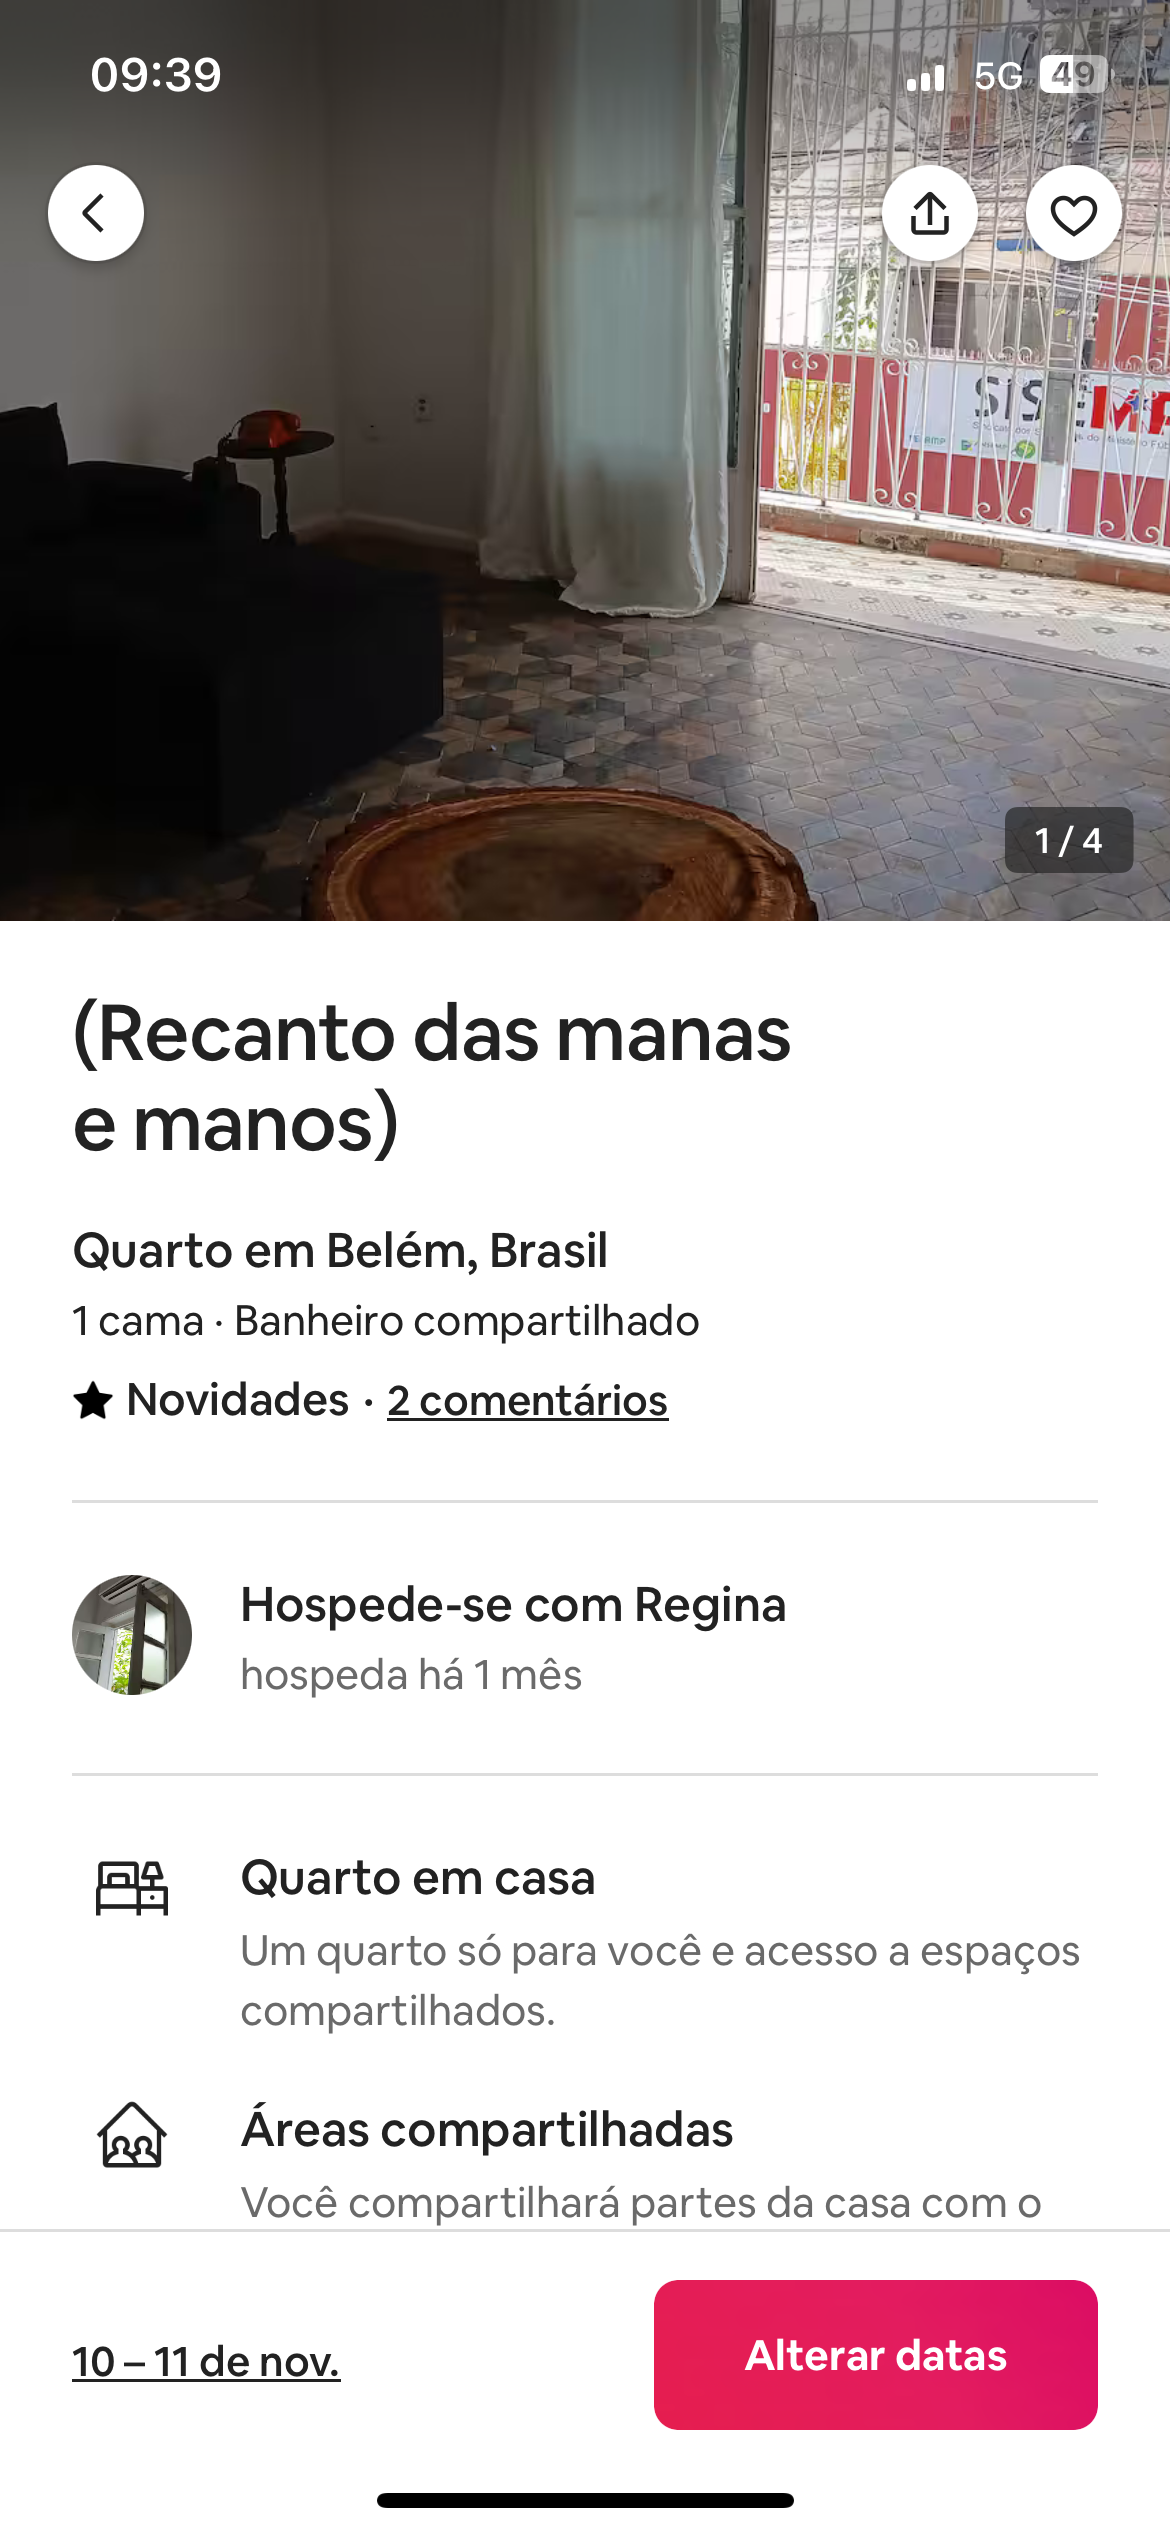 09:39
5G 49
SIS
1 / 4
(Recanto das manas
e manos)
Quarto em Belém, Brasil
1 cama · Banheiro compartilhado
★ Novidades · 2 comentários
Hospede-se com Regina
hospeda há 1 mês
Quarto em casa
Um quarto só para você e acesso a espaços
compartilhados.
Áreas compartilhadas
Você compartilhará partes da casa com o
10 – 11 de nov.
Alterar datas